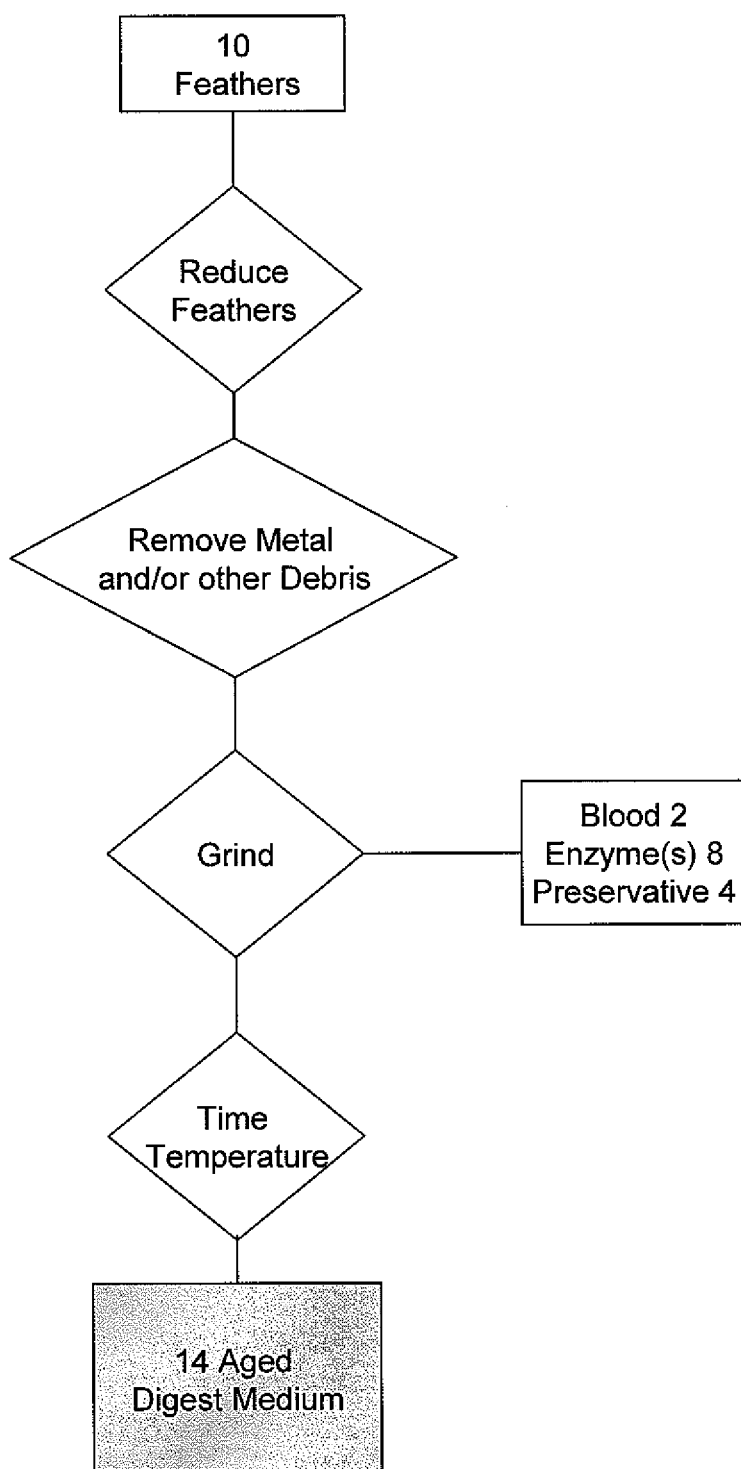 10
Feathers
Reduce
Feathers
Remove Metal
and/or other Debris
Grind
Blood 2
Enzyme(s) 8
Preservative 4
Time
Temperature
14 Aged
Digest Medium